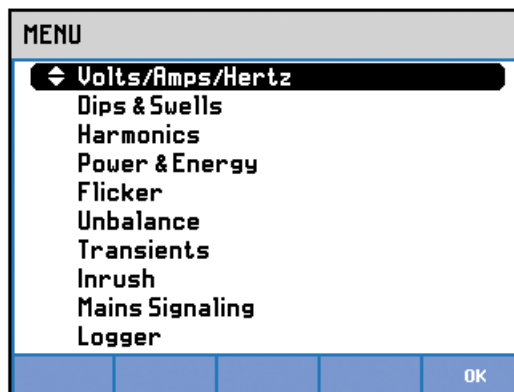 MENU
Volts/Amps/Hertz
Dips & Swells
Harmonics
Power & Energy
Flicker
Unbalance
Transients
Inrush
Mains Signaling
Logger
OK